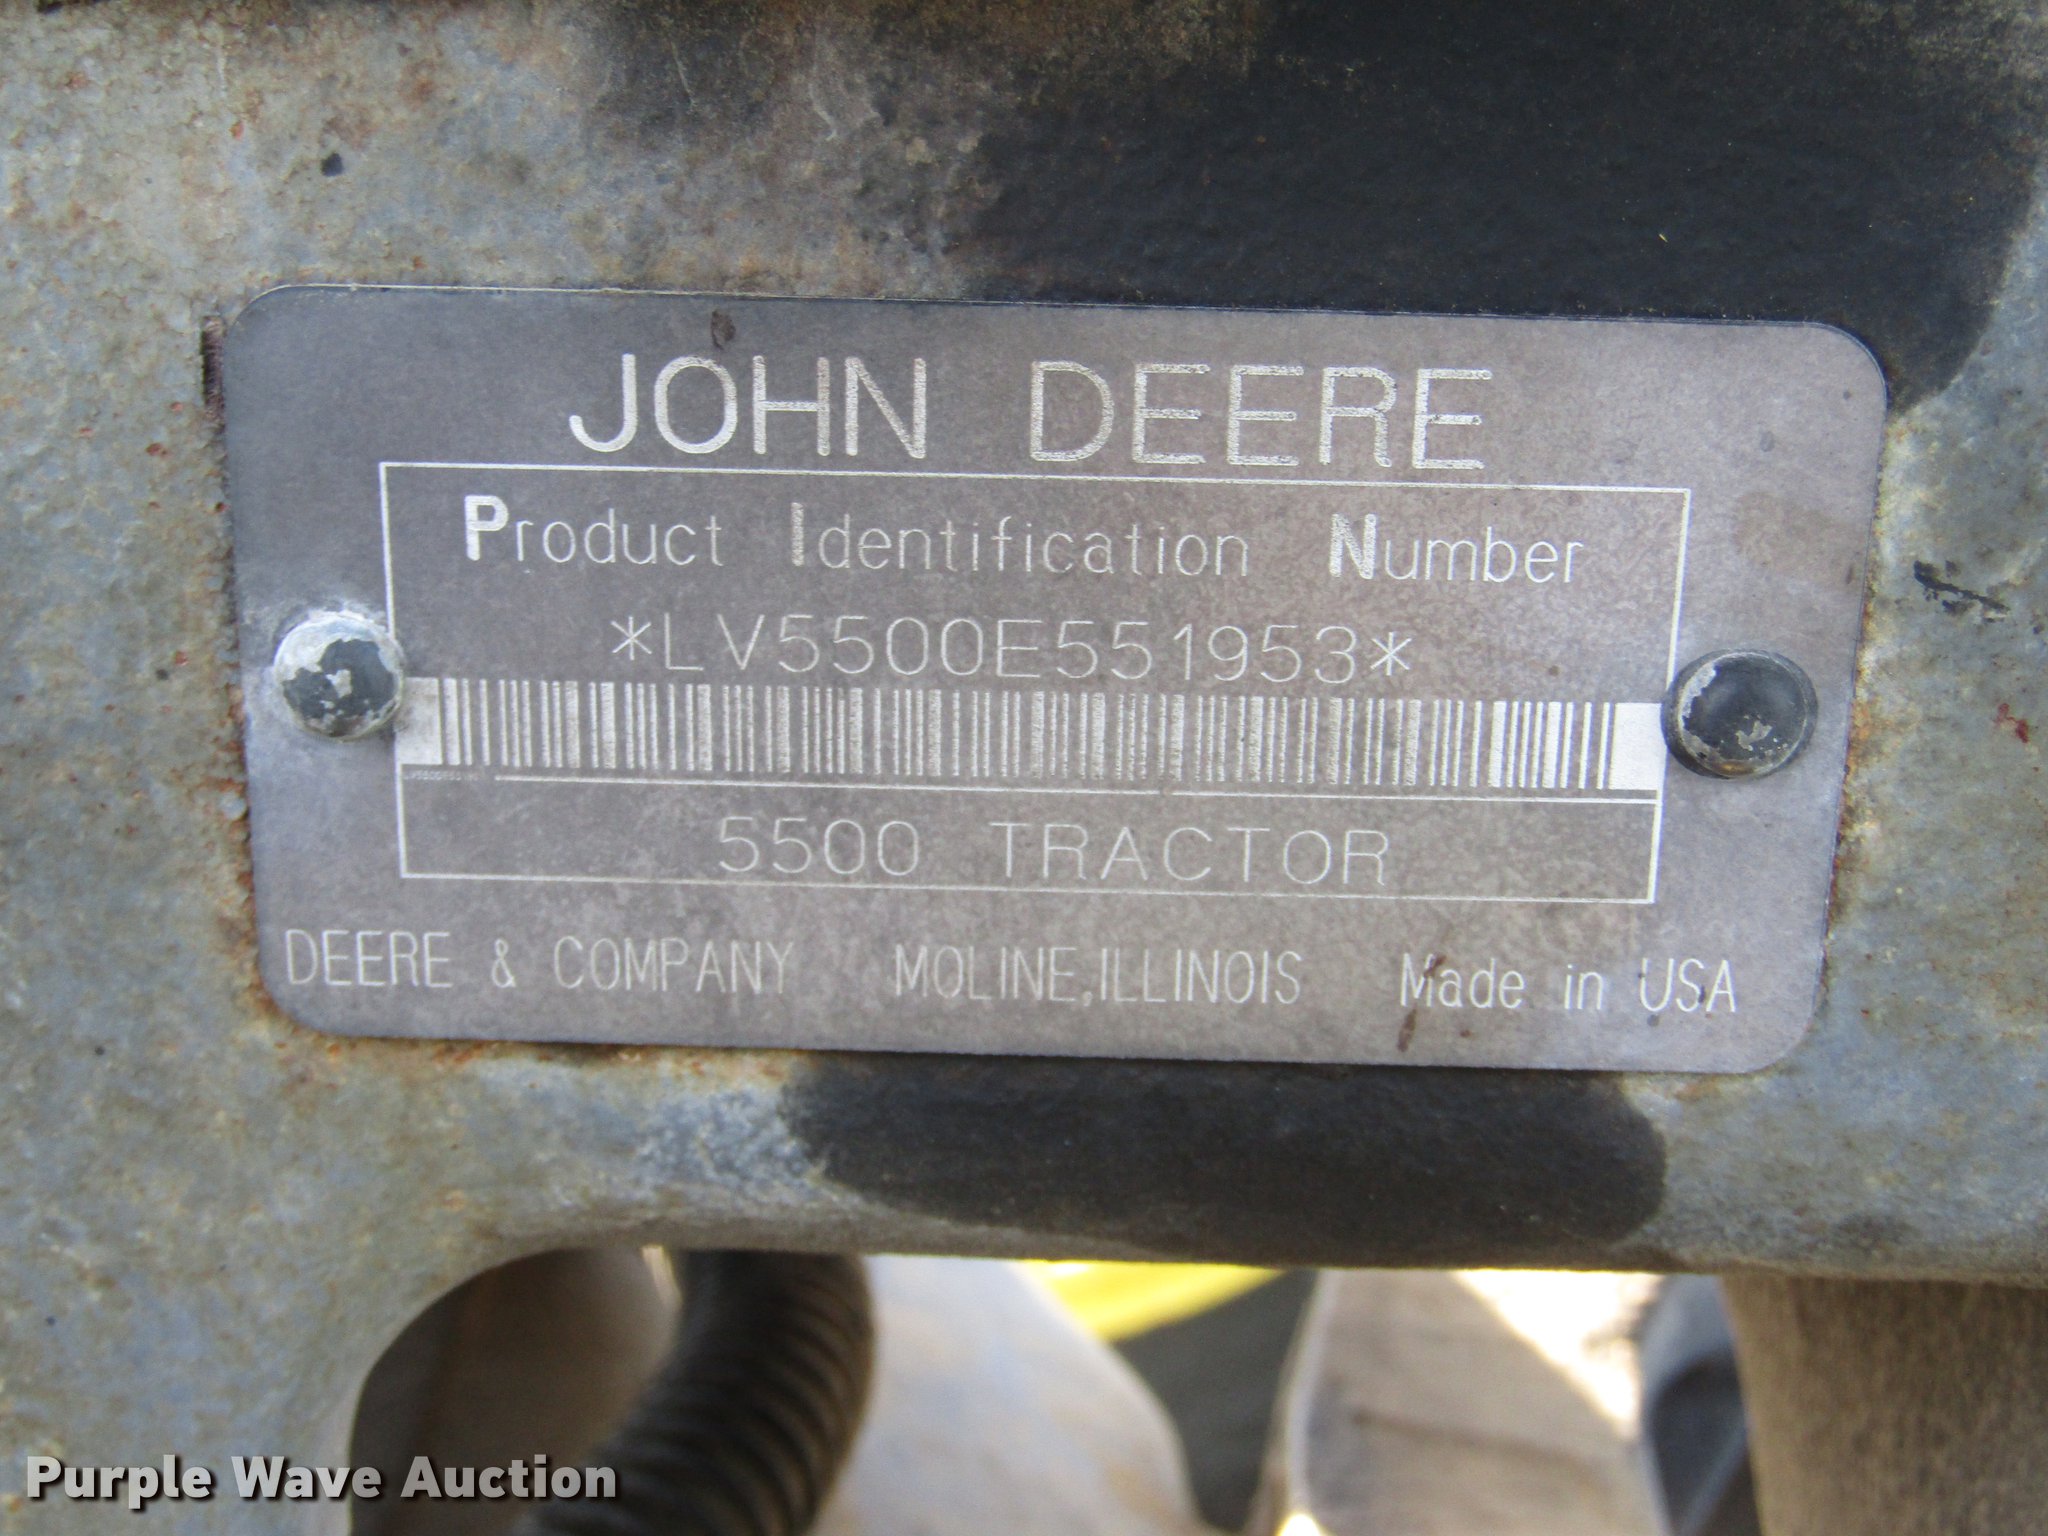 JOHN DEERE
Product Identification Number
*LV5500E551953*
5500 TRACTOR
DEERE & COMPANY MOLINE, ILLINOIS Made in USA
Purple Wave Auction